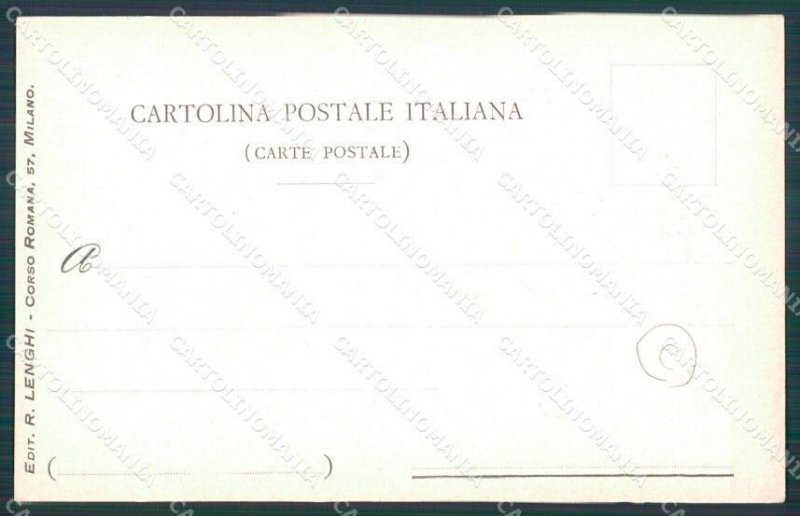 CARTOLINA POSTALE ITALIANA
(CARTE POSTALE)
A
( )
EDIT. R. LENGHI - CORSO ROMANA, 57, MILANO.
C
CARTOLINOMANIA